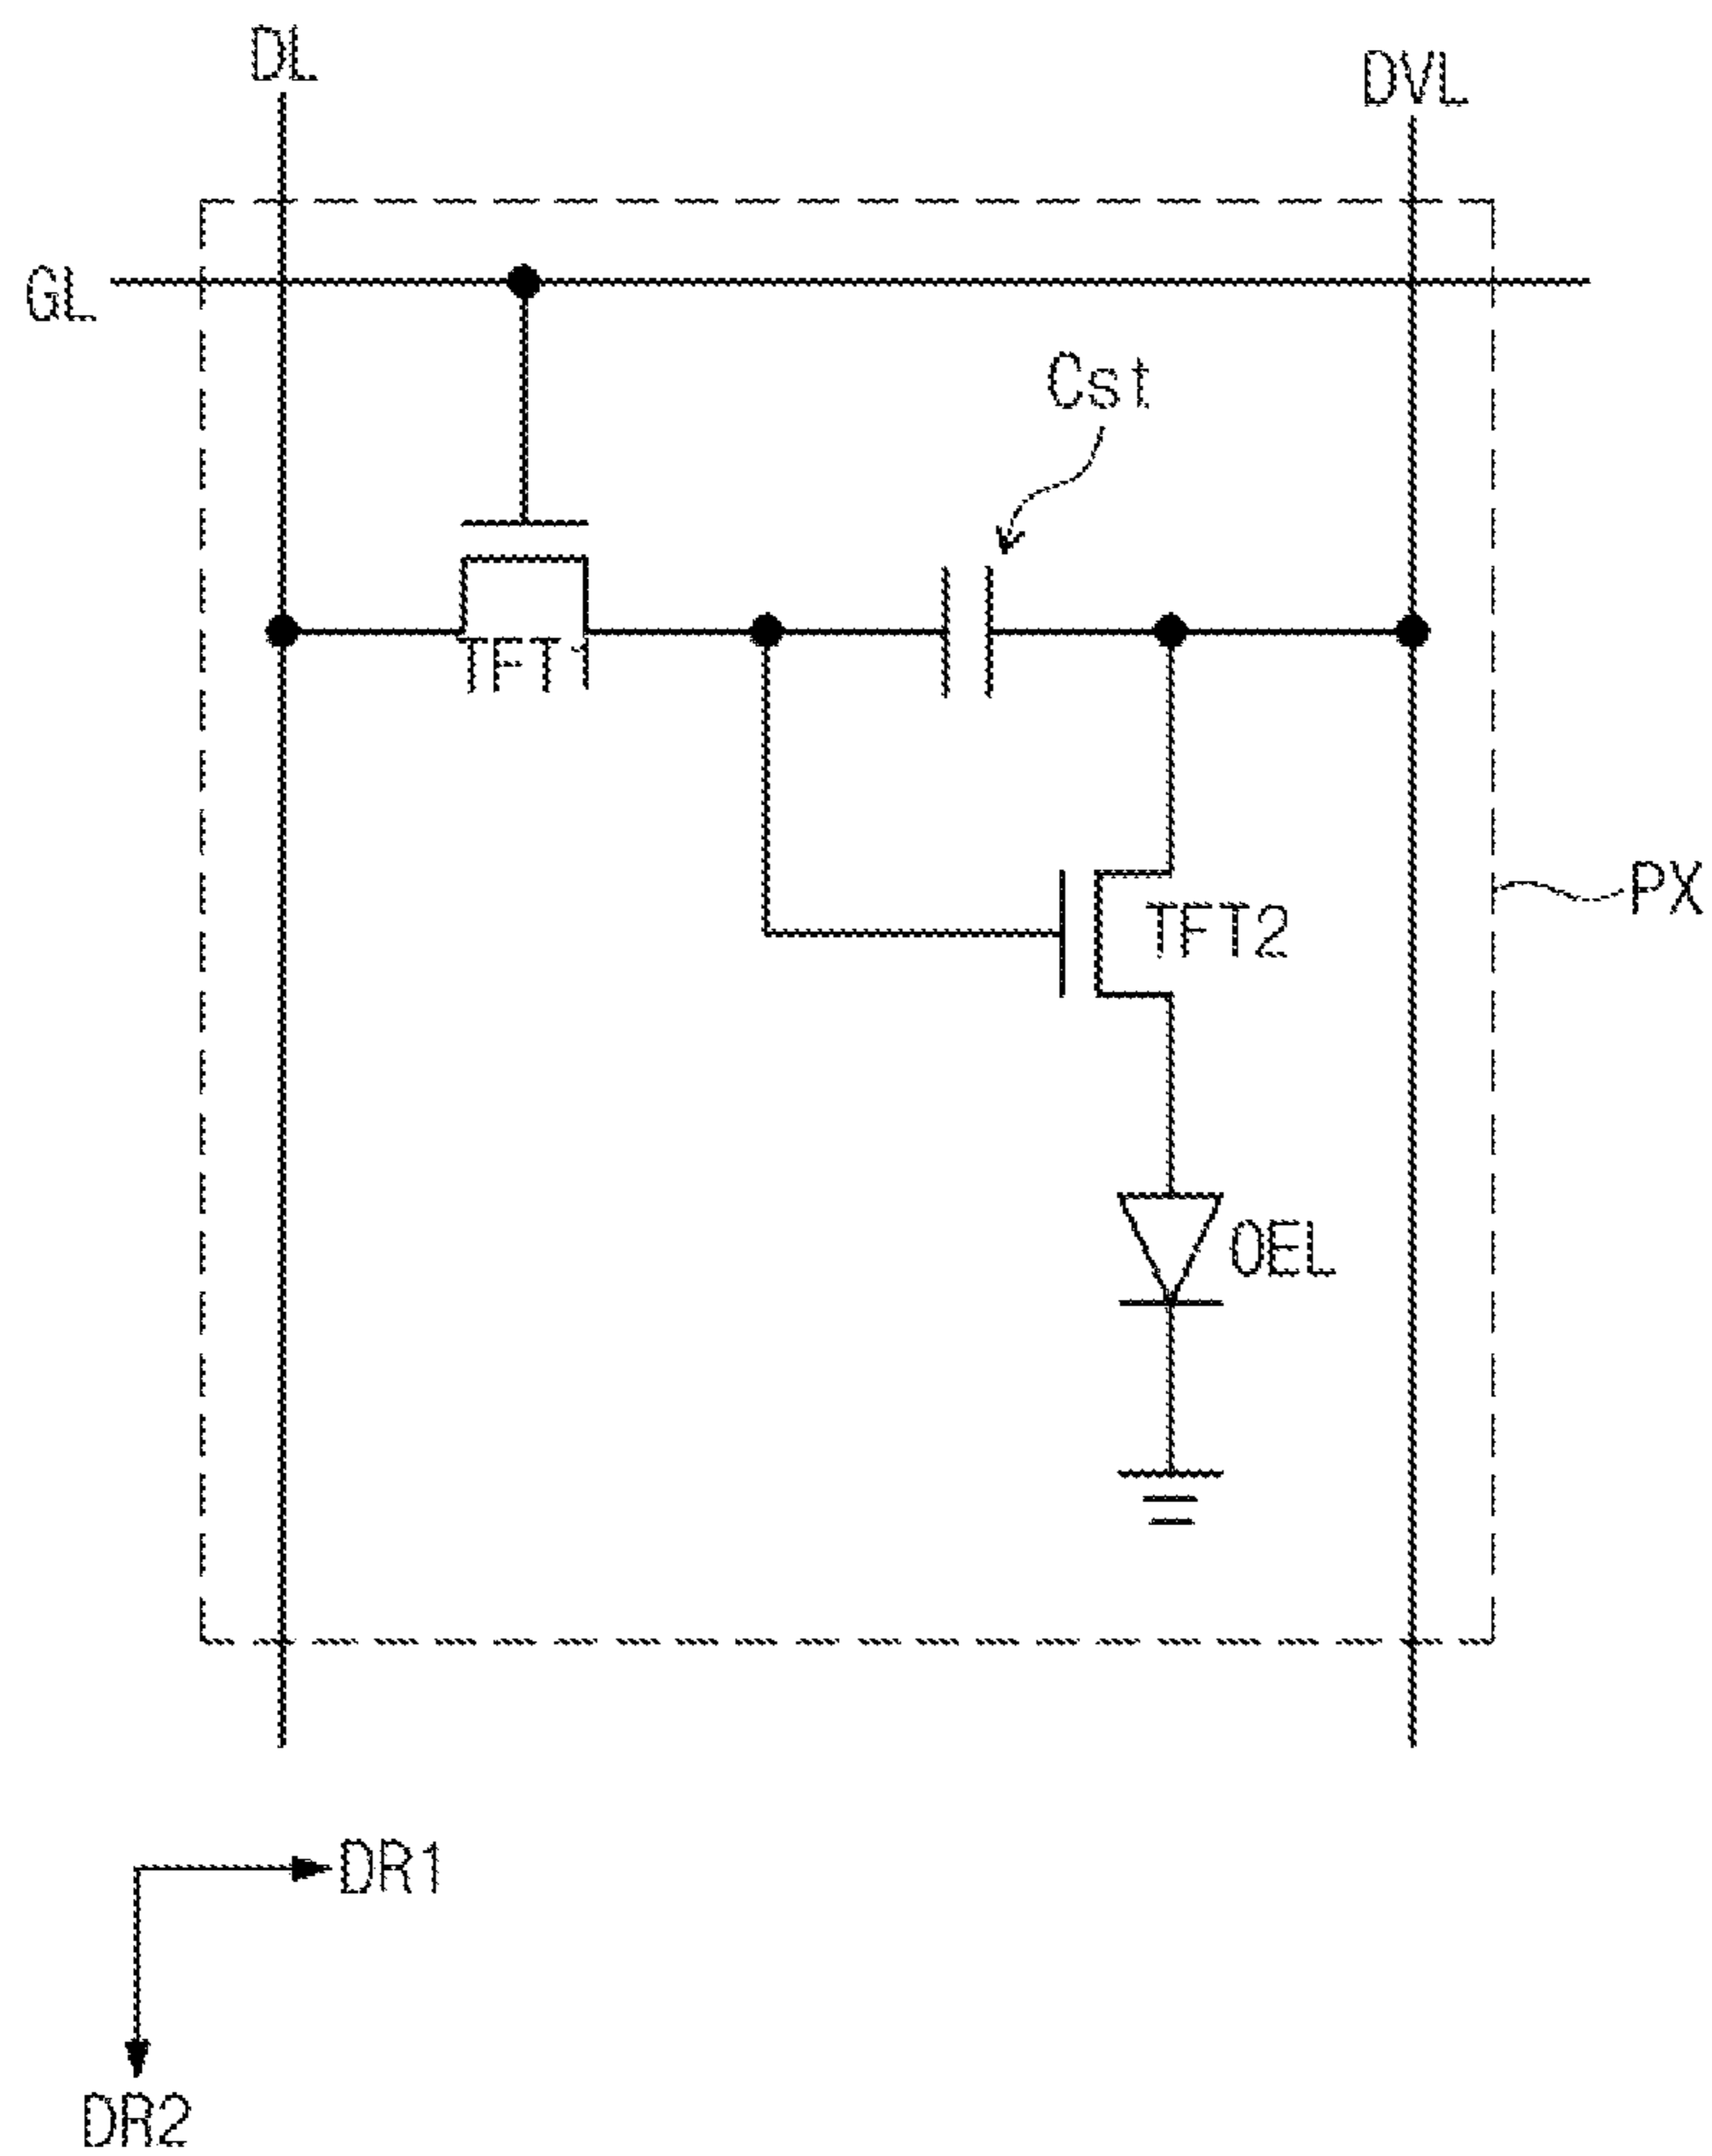 DL
DVL
GL
Cst
TFT1
PX
TFT2
OEL
DR1
DR2